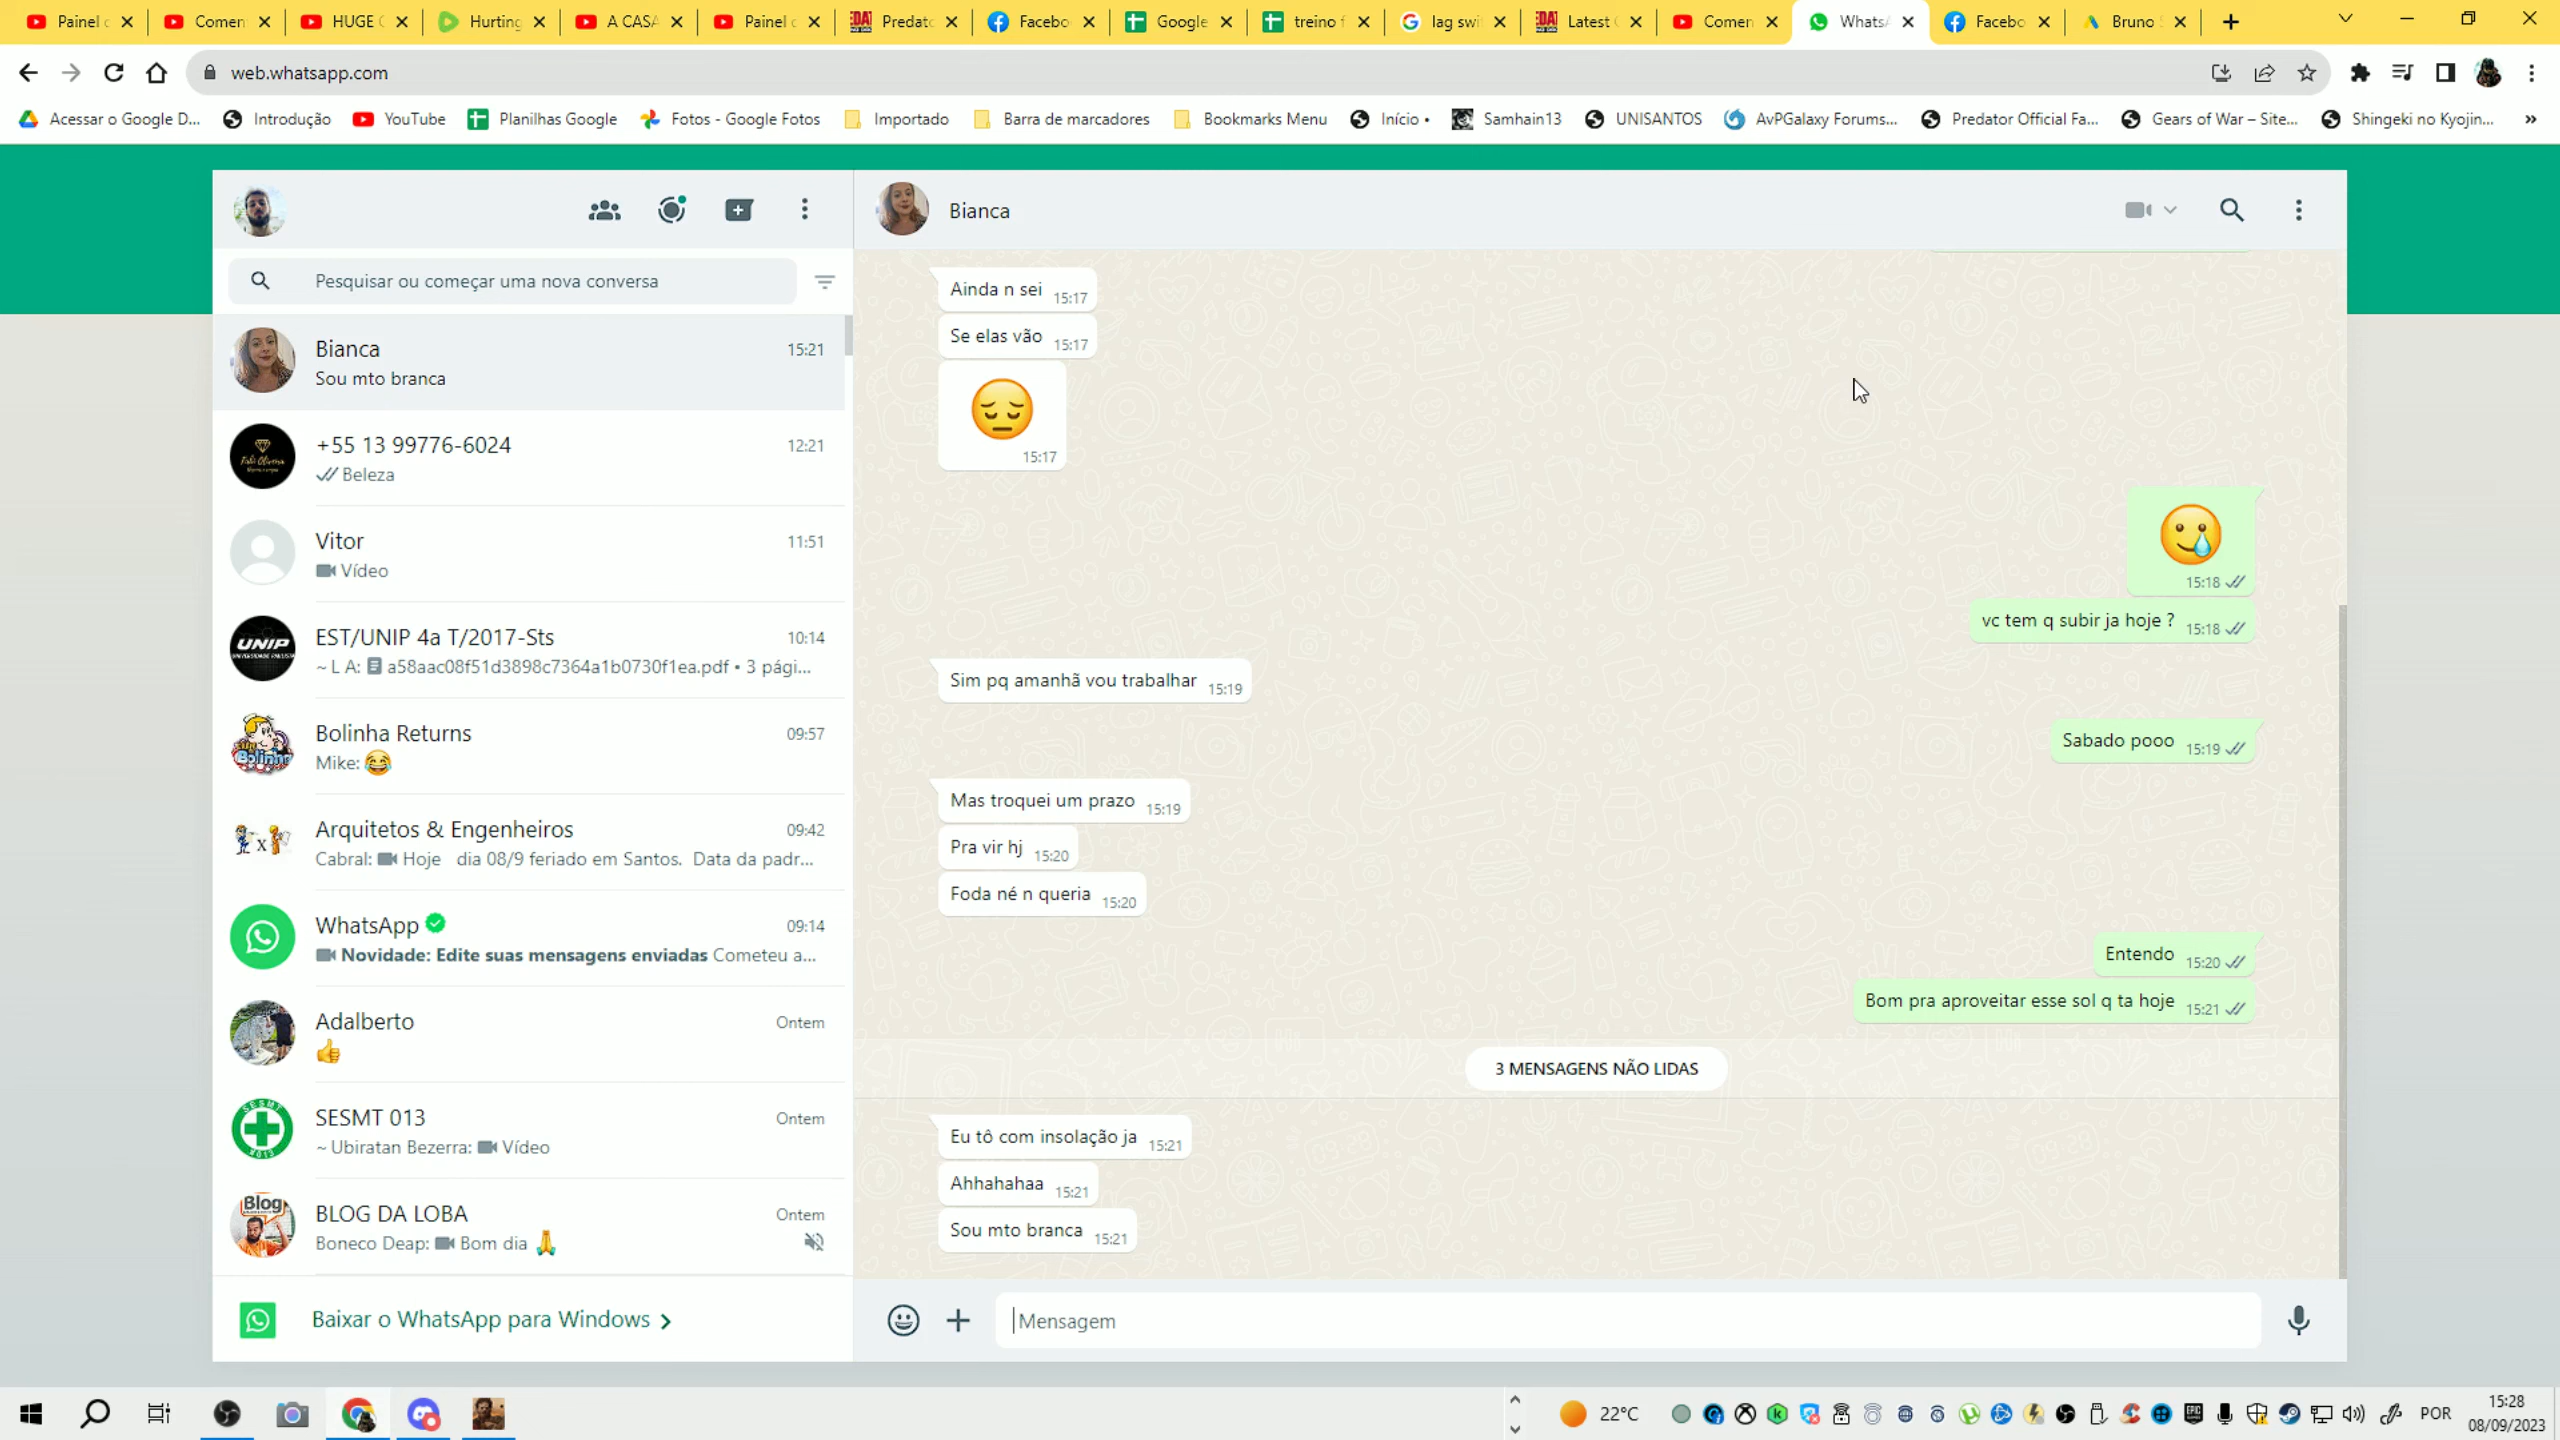 Painel c
Comen
HUGE C
Hurting
A CASA
Painel c
Predato
Facebo
Google
treino f
lag swi
Latest
Comen
Whats
Facebo
Bruno
web.whatsapp.com
Acessar o Google D...
Introdução
YouTube
Planilhas Google
Fotos - Google Fotos
Importado
Barra de marcadores
Bookmarks Menu
Início •
Samhain13
UNISANTOS
AvPGalaxy Forums...
Predator Official Fa...
Gears of War – Site...
Shingeki no Kyojin...
»
Pesquisar ou começar uma nova conversa
Bianca 15:21
Sou mto branca
+55 13 99776-6024 12:21
Beleza
Vitor 11:51
Vídeo
EST/UNIP 4a T/2017-Sts 10:14
~ L A: a58aac08f51d3898c7364a1b0730f1ea.pdf • 3 pági...
Bolinha Returns 09:57
Mike: 😂
Arquitetos & Engenheiros 09:42
Cabral: Hoje dia 08/9 feriado em Santos. Data da padr...
WhatsApp 09:14
Novidade: Edite suas mensagens enviadas Cometeu a...
Adalberto Ontem
👍
SESMT 013 Ontem
~ Ubiratan Bezerra: Vídeo
BLOG DA LOBA Ontem
Boneco Deap: Bom dia 🙏
Baixar o WhatsApp para Windows
Bianca
Ainda n sei 15:17
Se elas vão 15:17
😔 15:17
🥲 15:18
vc tem q subir ja hoje ? 15:18
Sim pq amanhã vou trabalhar 15:19
Sabado pooo 15:19
Mas troquei um prazo 15:19
Pra vir hj 15:20
Foda né n queria 15:20
Entendo 15:20
Bom pra aproveitar esse sol q ta hoje 15:21
3 MENSAGENS NÃO LIDAS
Eu tô com insolação ja 15:21
Ahhahahaa 15:21
Sou mto branca 15:21
Mensagem
22°C
POR
15:28
08/09/2023